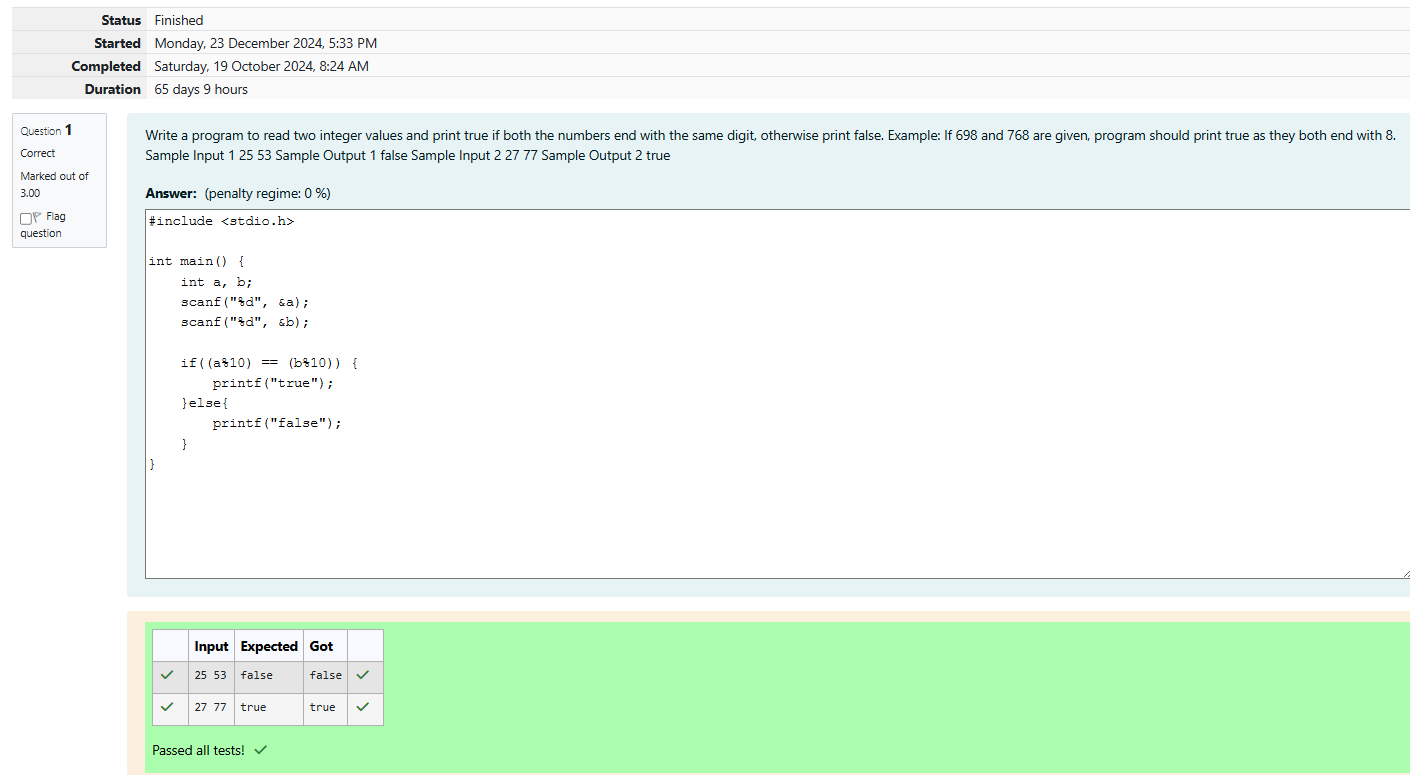 Status Finished
Started Monday, 23 December 2024, 5:33 PM
Completed Saturday, 19 October 2024, 8:24 AM
Duration 65 days 9 hours
Question 1
Correct
Marked out of
3.00
Flag
question
Write a program to read two integer values and print true if both the numbers end with the same digit, otherwise print false. Example: If 698 and 768 are given, program should print true as they both end with 8.
Sample Input 1 25 53 Sample Output 1 false Sample Input 2 27 77 Sample Output 2 true
Answer: (penalty regime: 0 %)
#include <stdio.h>

int main() {
    int a, b;
    scanf("%d", &a);
    scanf("%d", &b);

    if((a%10) == (b%10)) {
        printf("true");
    }else{
        printf("false");
    }
}
Input Expected Got
25 53 false false
27 77 true true
Passed all tests!